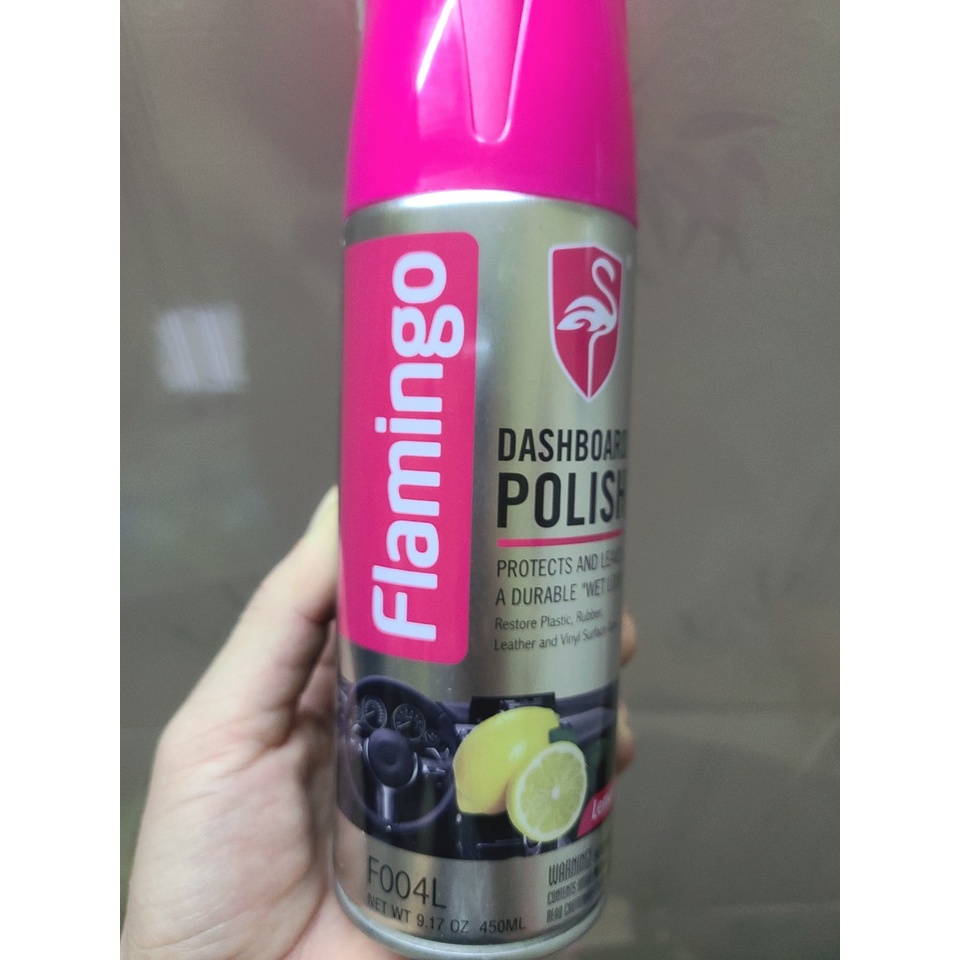 Flamingo
DASHBOARD
POLISH
PROTECTS AND LEAVES
A DURABLE "WET LOOK"
Restore Plastic, Rubber,
Leather and Vinyl
F004L
NET WT 9.17 OZ 450ML
WARNING!